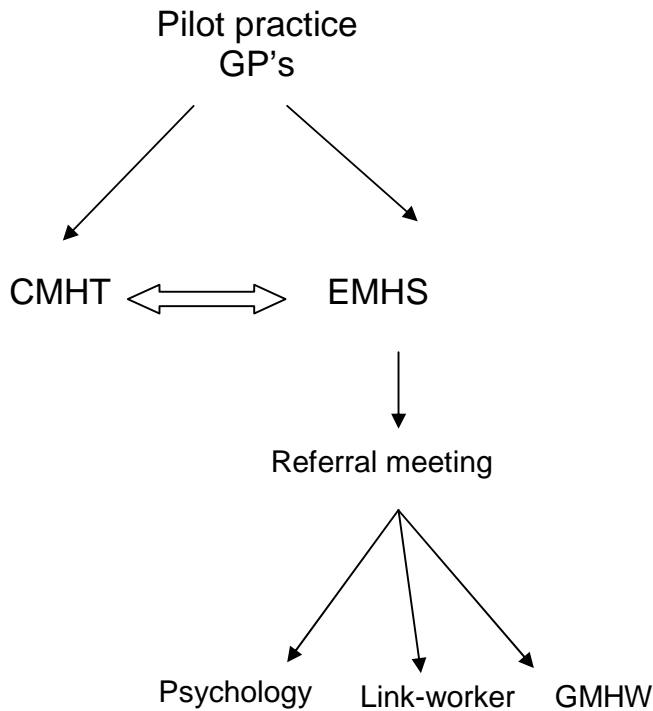 Pilot practice
GP’s
CMHT
EMHS
Referral meeting
Psychology
Link-worker
GMHW